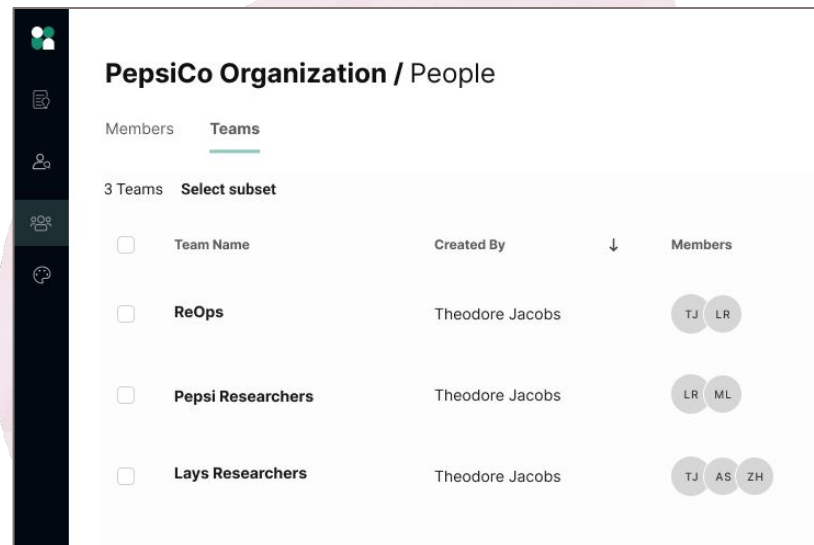 PepsiCo Organization / People
Members Teams
3 Teams Select subset
Team Name Created By ↓ Members
ReOps Theodore Jacobs TJ LR
Pepsi Researchers Theodore Jacobs LR ML
Lays Researchers Theodore Jacobs TJ AS ZH